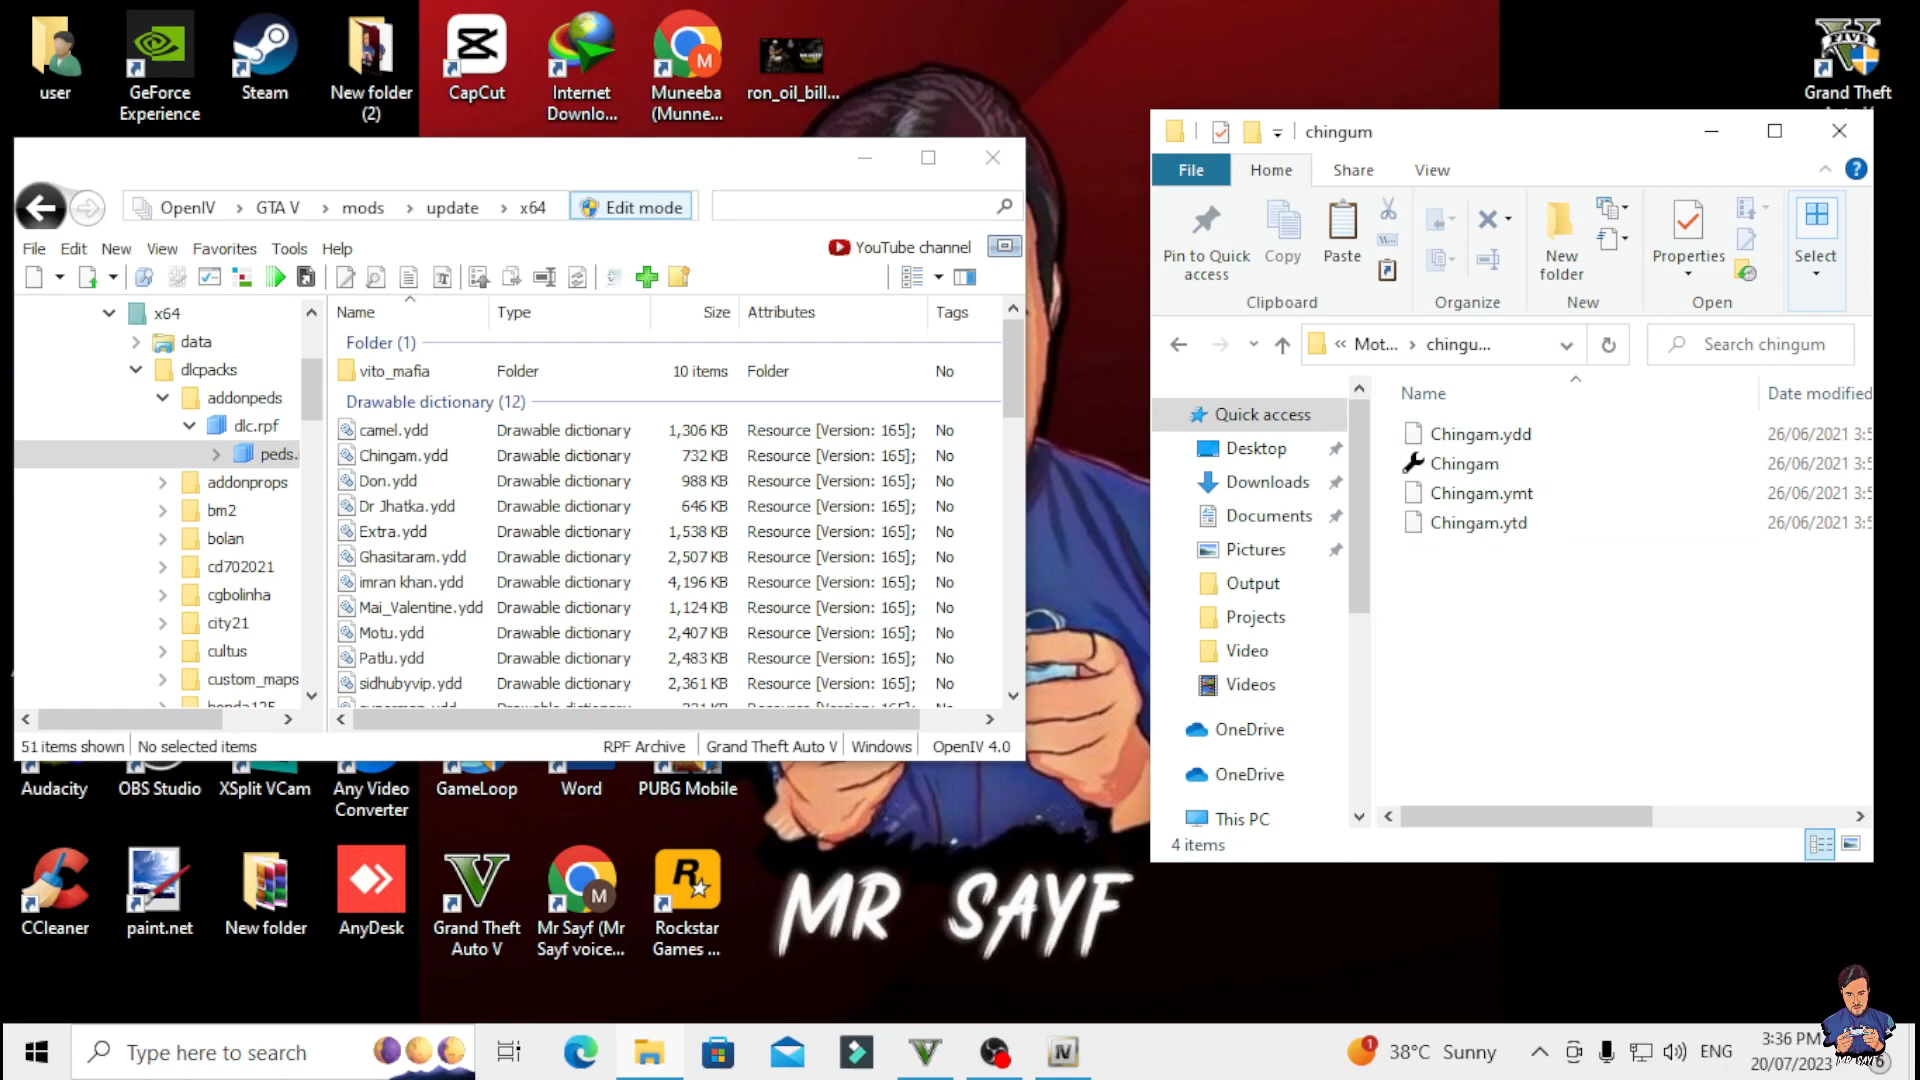 user
GeForce
Experience
Steam
New folder
(2)
CapCut
Internet
Downlo...
Muneeba
(Munne...
ron_oil_bill...
Grand Theft
OpenIV
GTA V
mods
update
x64
Edit mode
File
Edit
New
View
Favorites
Tools
Help
YouTube channel
x64
data
dlcpacks
addonpeds
dlc.rpf
peds.
addonprops
bm2
bolan
cd702021
cgbolinha
city21
cultus
custom_maps
Name Type Size Attributes Tags
Folder (1)
vito_mafia Folder 10 items Folder No
Drawable dictionary (12)
camel.ydd Drawable dictionary 1,306 KB Resource [Version: 165]; No
Chingam.ydd Drawable dictionary 732 KB Resource [Version: 165]; No
Don.ydd Drawable dictionary 988 KB Resource [Version: 165]; No
Dr Jhatka.ydd Drawable dictionary 646 KB Resource [Version: 165]; No
Extra.ydd Drawable dictionary 1,538 KB Resource [Version: 165]; No
Ghasitaram.ydd Drawable dictionary 2,507 KB Resource [Version: 165]; No
imran khan.ydd Drawable dictionary 4,196 KB Resource [Version: 165]; No
Mai_Valentine.ydd Drawable dictionary 1,124 KB Resource [Version: 165]; No
Motu.ydd Drawable dictionary 2,407 KB Resource [Version: 165]; No
Patlu.ydd Drawable dictionary 2,483 KB Resource [Version: 165]; No
sidhubyvip.ydd Drawable dictionary 2,361 KB Resource [Version: 165]; No
51 items shown
No selected items
RPF Archive
Grand Theft Auto V
Windows
OpenIV 4.0
chingum
File
Home
Share
View
Pin to Quick
access
Copy
Paste
New
folder
Properties
Select
Clipboard
Organize
New
Open
« Mot...
chingu...
Search chingum
Quick access
Desktop
Downloads
Documents
Pictures
Output
Projects
Video
Videos
OneDrive
OneDrive
This PC
Name Date modified
Chingam.ydd 26/06/2021 3:5
Chingam 26/06/2021 3:5
Chingam.ymt 26/06/2021 3:5
Chingam.ytd 26/06/2021 3:5
4 items
Audacity
OBS Studio
XSplit VCam
Any Video
Converter
GameLoop
Word
PUBG Mobile
CCleaner
paint.net
New folder
AnyDesk
Grand Theft
Auto V
Mr Sayf (Mr
Sayf voice...
Rockstar
Games ...
MR SAYF
Type here to search
38°C Sunny
ENG
3:36 PM
20/07/2023
MR SAYF